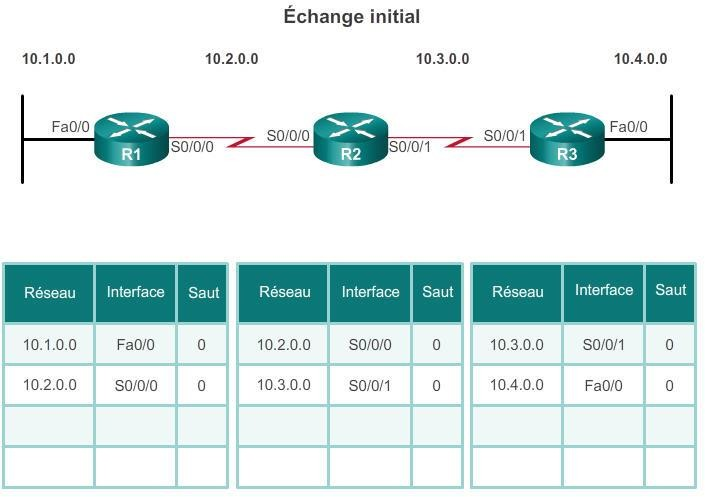 Échange initial
10.1.0.0 10.2.0.0 10.3.0.0 10.4.0.0
Fa0/0 R1 S0/0/0 S0/0/0 R2 S0/0/1 S0/0/1 R3 Fa0/0
Réseau Interface Saut Réseau Interface Saut Réseau Interface Saut
10.1.0.0 Fa0/0 0 10.2.0.0 S0/0/0 0 10.3.0.0 S0/0/1 0
10.2.0.0 S0/0/0 0 10.3.0.0 S0/0/1 0 10.4.0.0 Fa0/0 0